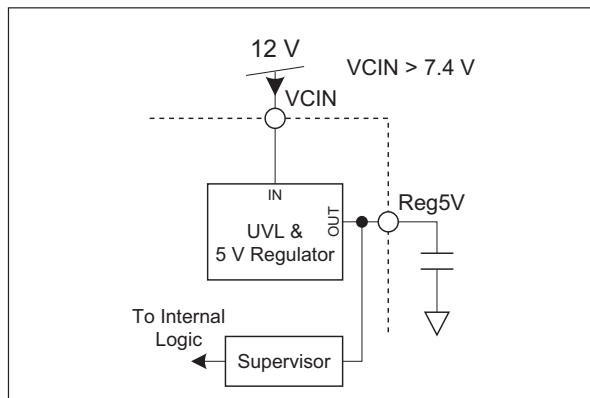 12 V
VCIN > 7.4 V
VCIN
IN
UVL &
5 V Regulator
OUT
Reg5V
To Internal
Logic
Supervisor